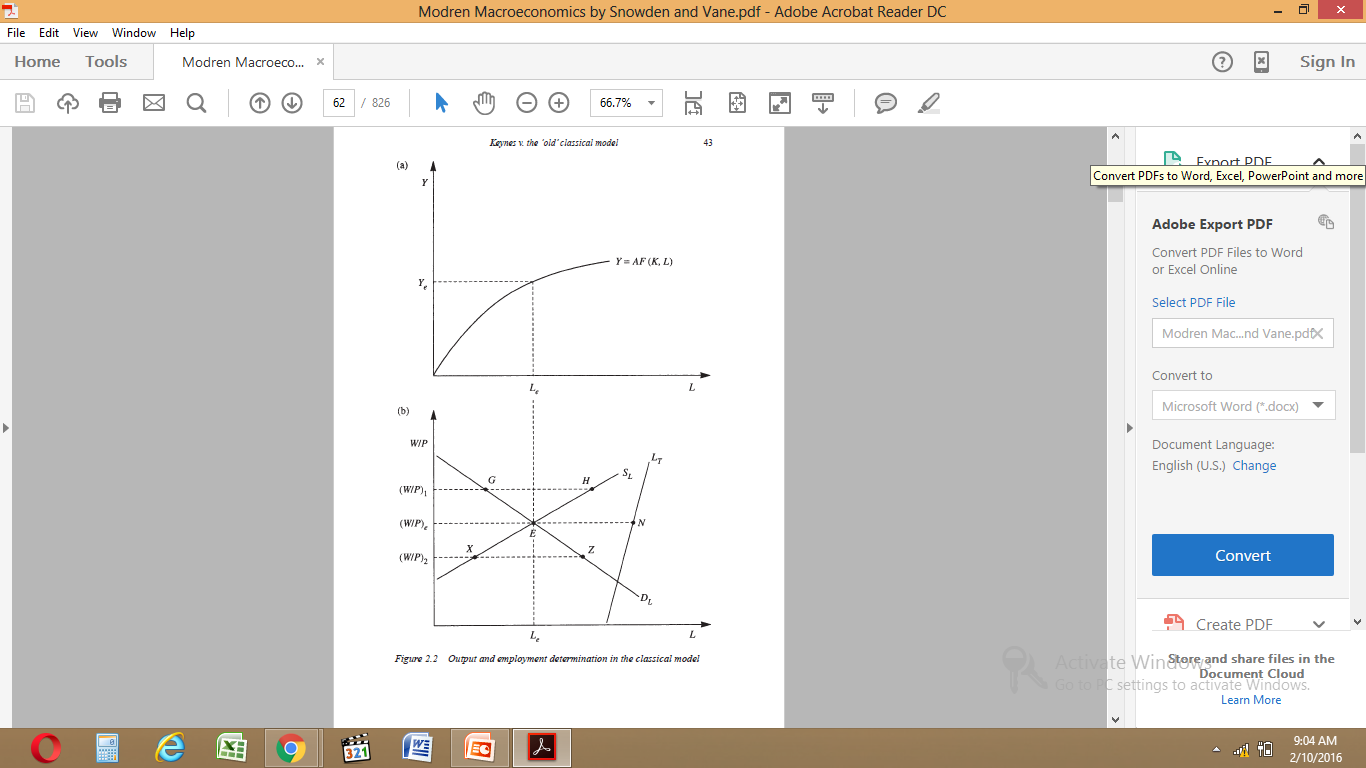 Modren Macroeconomics by Snowden and Vane.pdf - Adobe Acrobat Reader DC
File Edit View Window Help
Home Tools Modren Macroeco... × Sign In
62 / 826 66.7%
Keynes v. the 'old' classical model 43
(a)
Y
Y = AF (K, L)
Ye
Le L
(b)
W/P
LT
SL
G H
(W/P)1
(W/P)e
N
E
X Z
(W/P)2
DL
Le L
Figure 2.2 Output and employment determination in the classical model
Export PDF
Convert PDFs to Word, Excel, PowerPoint and more
Adobe Export PDF
Convert PDF Files to Word
or Excel Online
Select PDF File
Modren Mac...nd Vane.pdf
Convert to
Microsoft Word (*.docx)
Document Language:
English (U.S.) Change
Convert
Create PDF
Store and share files in the
Document Cloud
Learn More
Activate Windows
Go to PC settings to activate Windows.
321
9:04 AM
2/10/2016